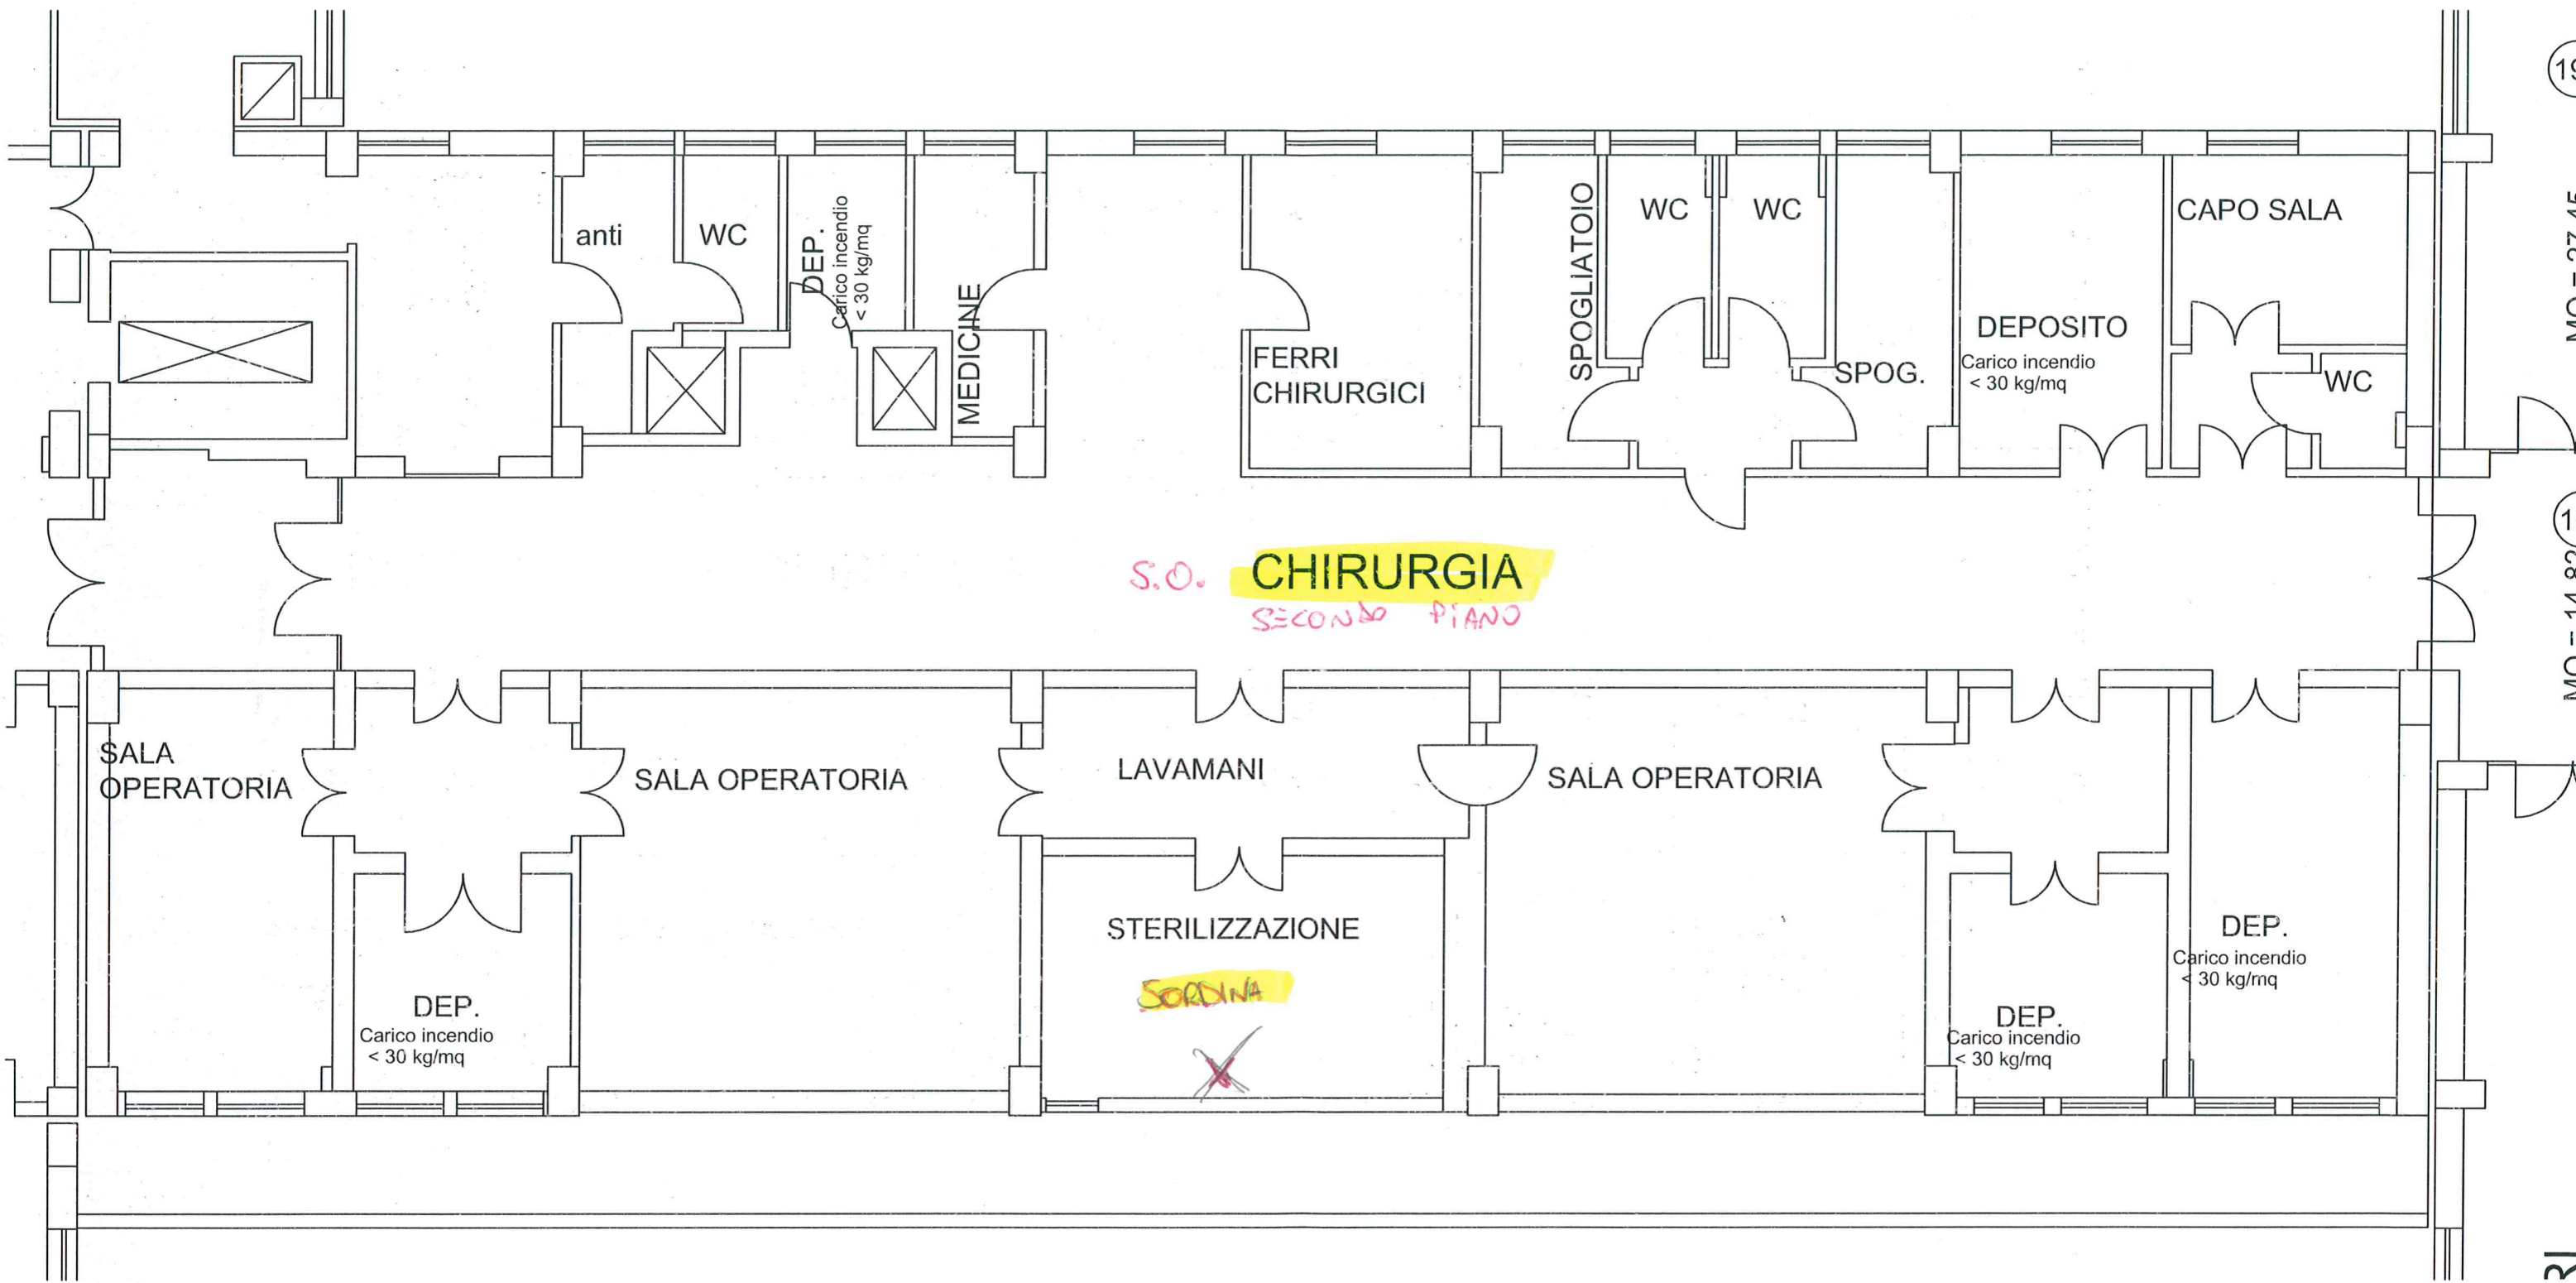 anti
WC
DEP.
Carico incendio
< 30 kg/mq
MEDICINE
FERRI
CHIRURGICI
SPOGLIATOIO
WC
WC
SPOG.
DEPOSITO
Carico incendio
< 30 kg/mq
CAPO SALA
WC
S.O. CHIRURGIA
SECONDO PIANO
SALA
OPERATORIA
SALA OPERATORIA
LAVAMANI
SALA OPERATORIA
STERILIZZAZIONE
SORDINA
DEP.
Carico incendio
< 30 kg/mq
DEP.
Carico incendio
< 30 kg/mq
DEP.
Carico incendio
< 30 kg/mq